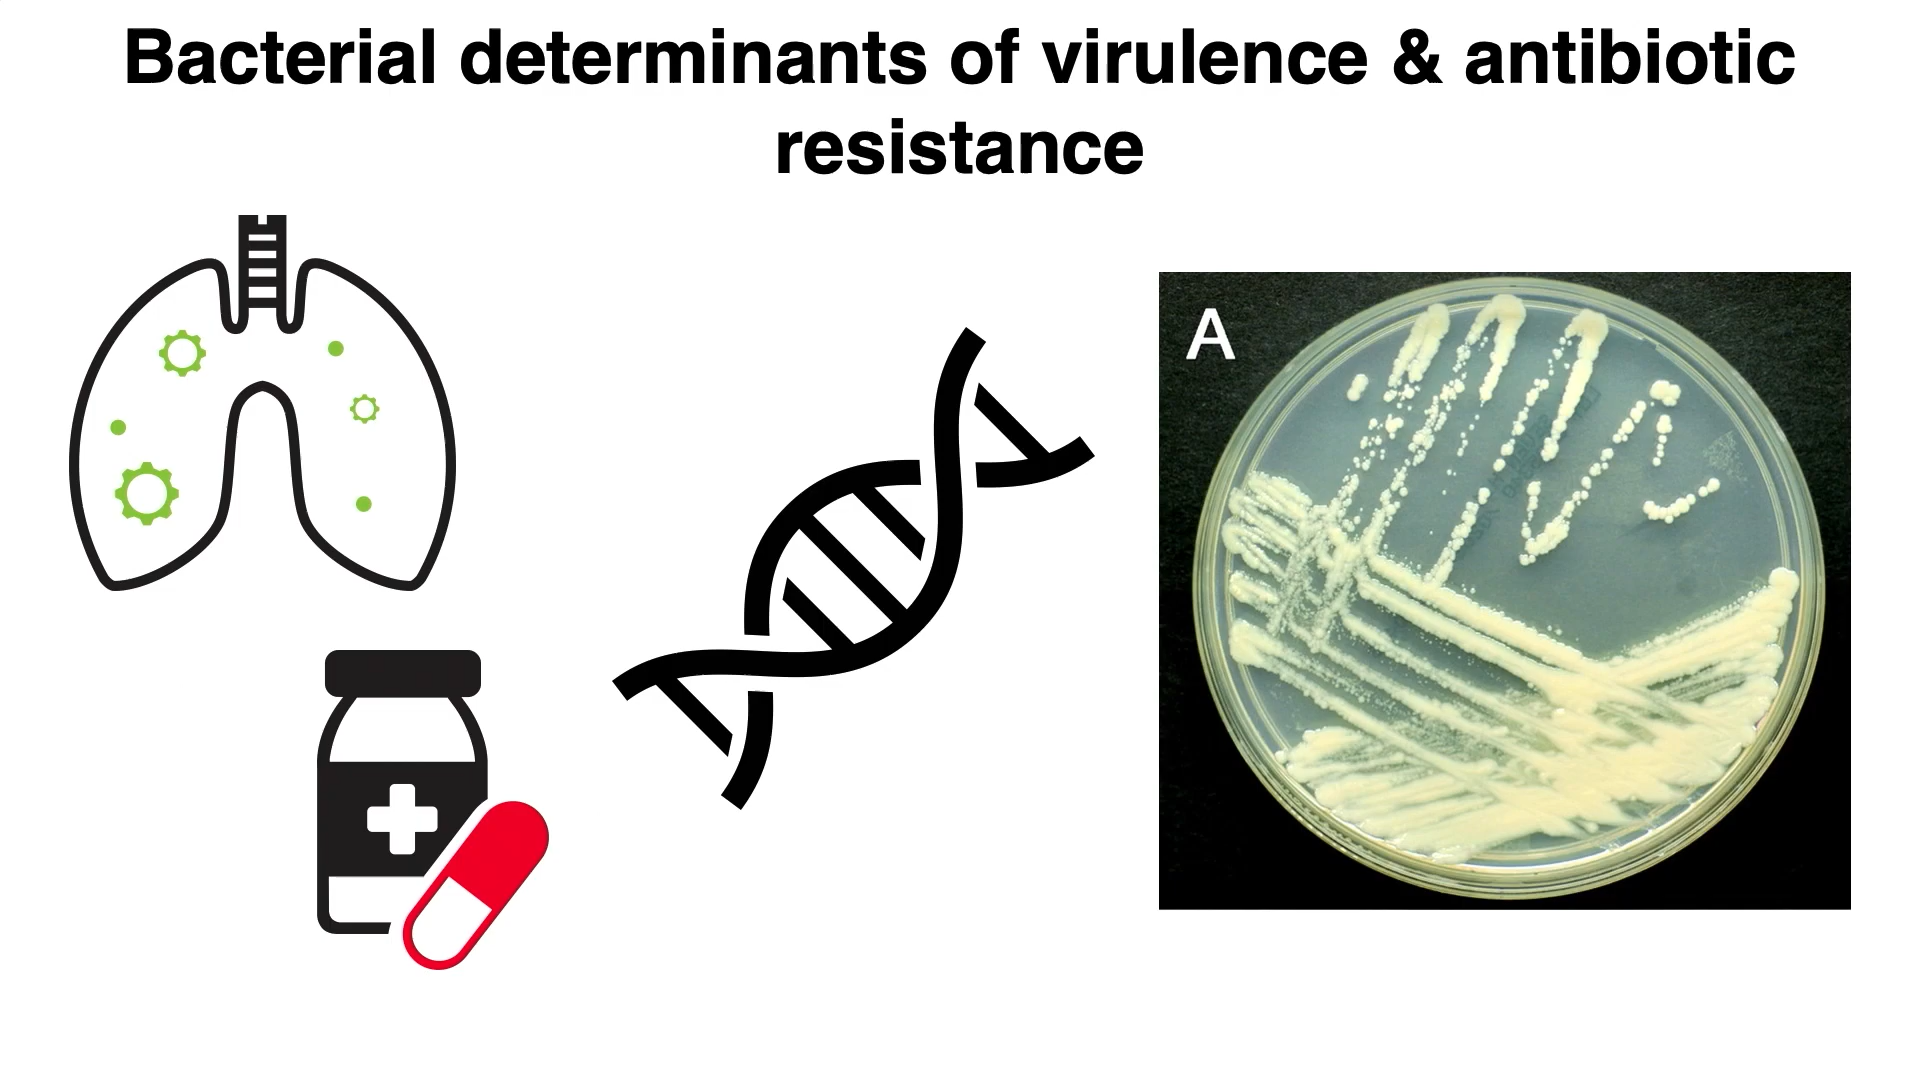 Bacterial determinants of virulence & antibiotic
resistance
A